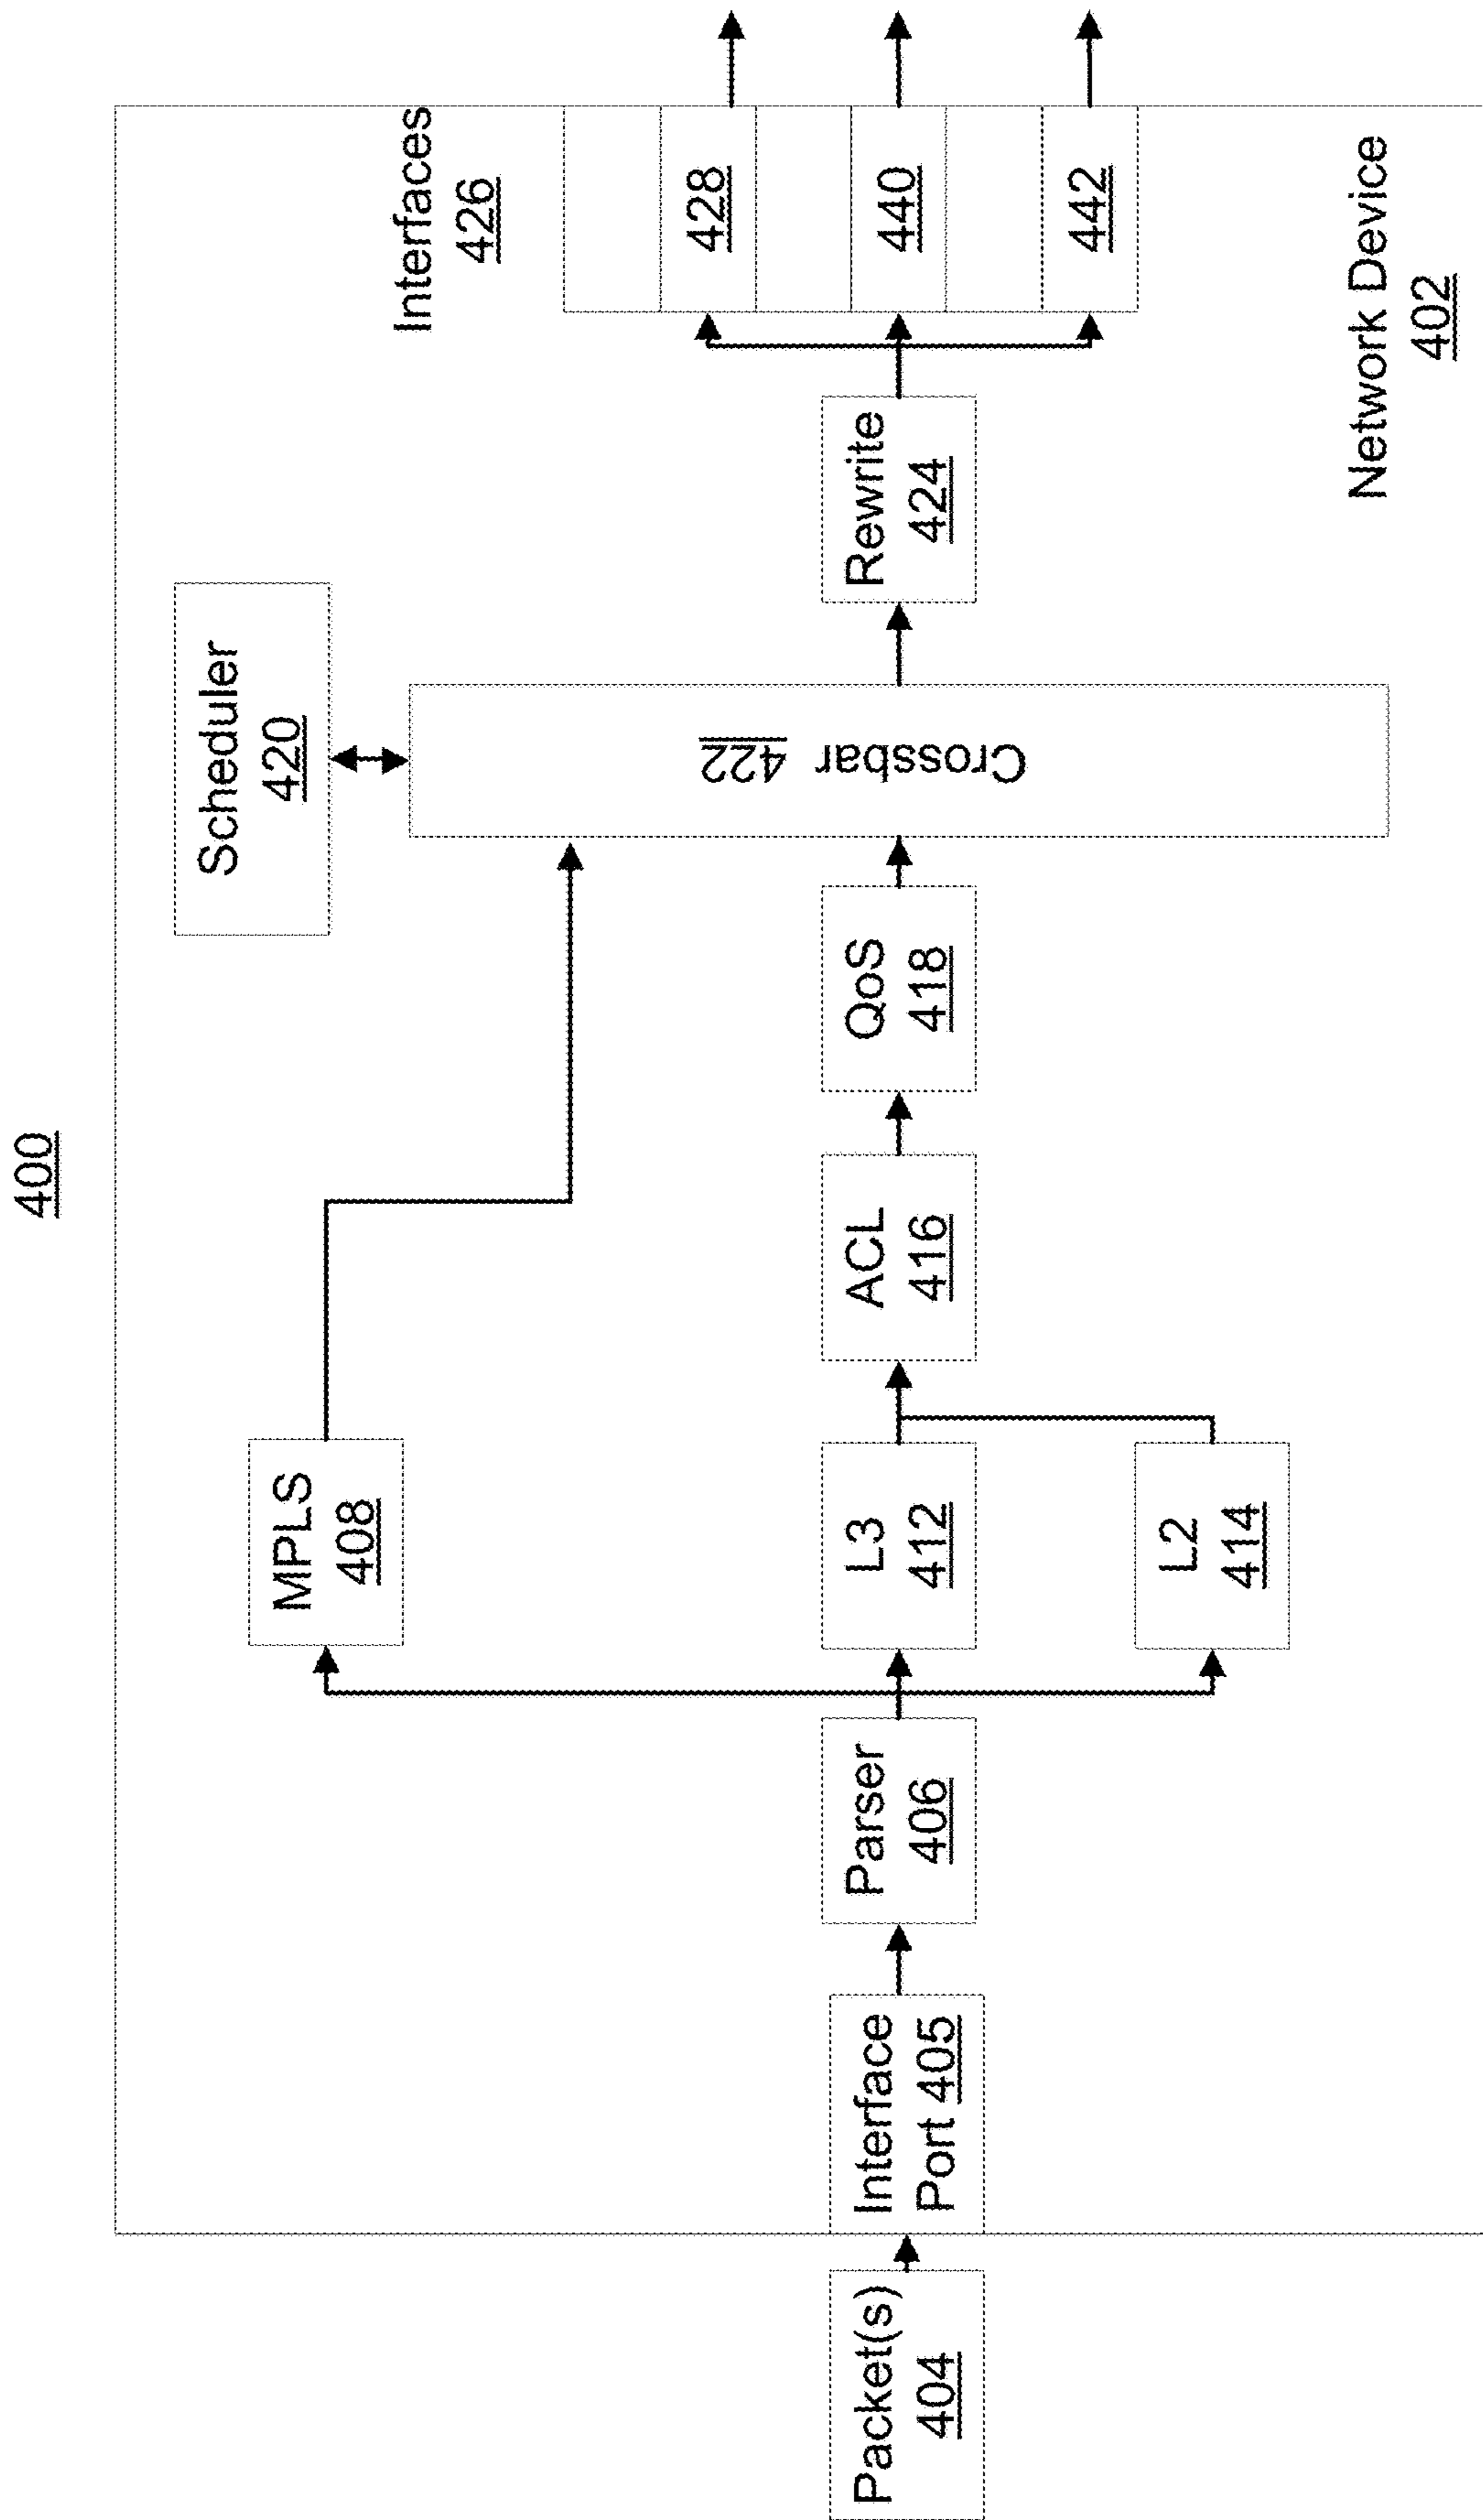 400
Packet(s)
404
Interface
Port 405
Parser
406
MPLS
408
L3
412
L2
414
ACL
416
QoS
418
Scheduler
420
Crossbar 422
Rewrite
424
Interfaces
426
428
440
442
Network Device
402